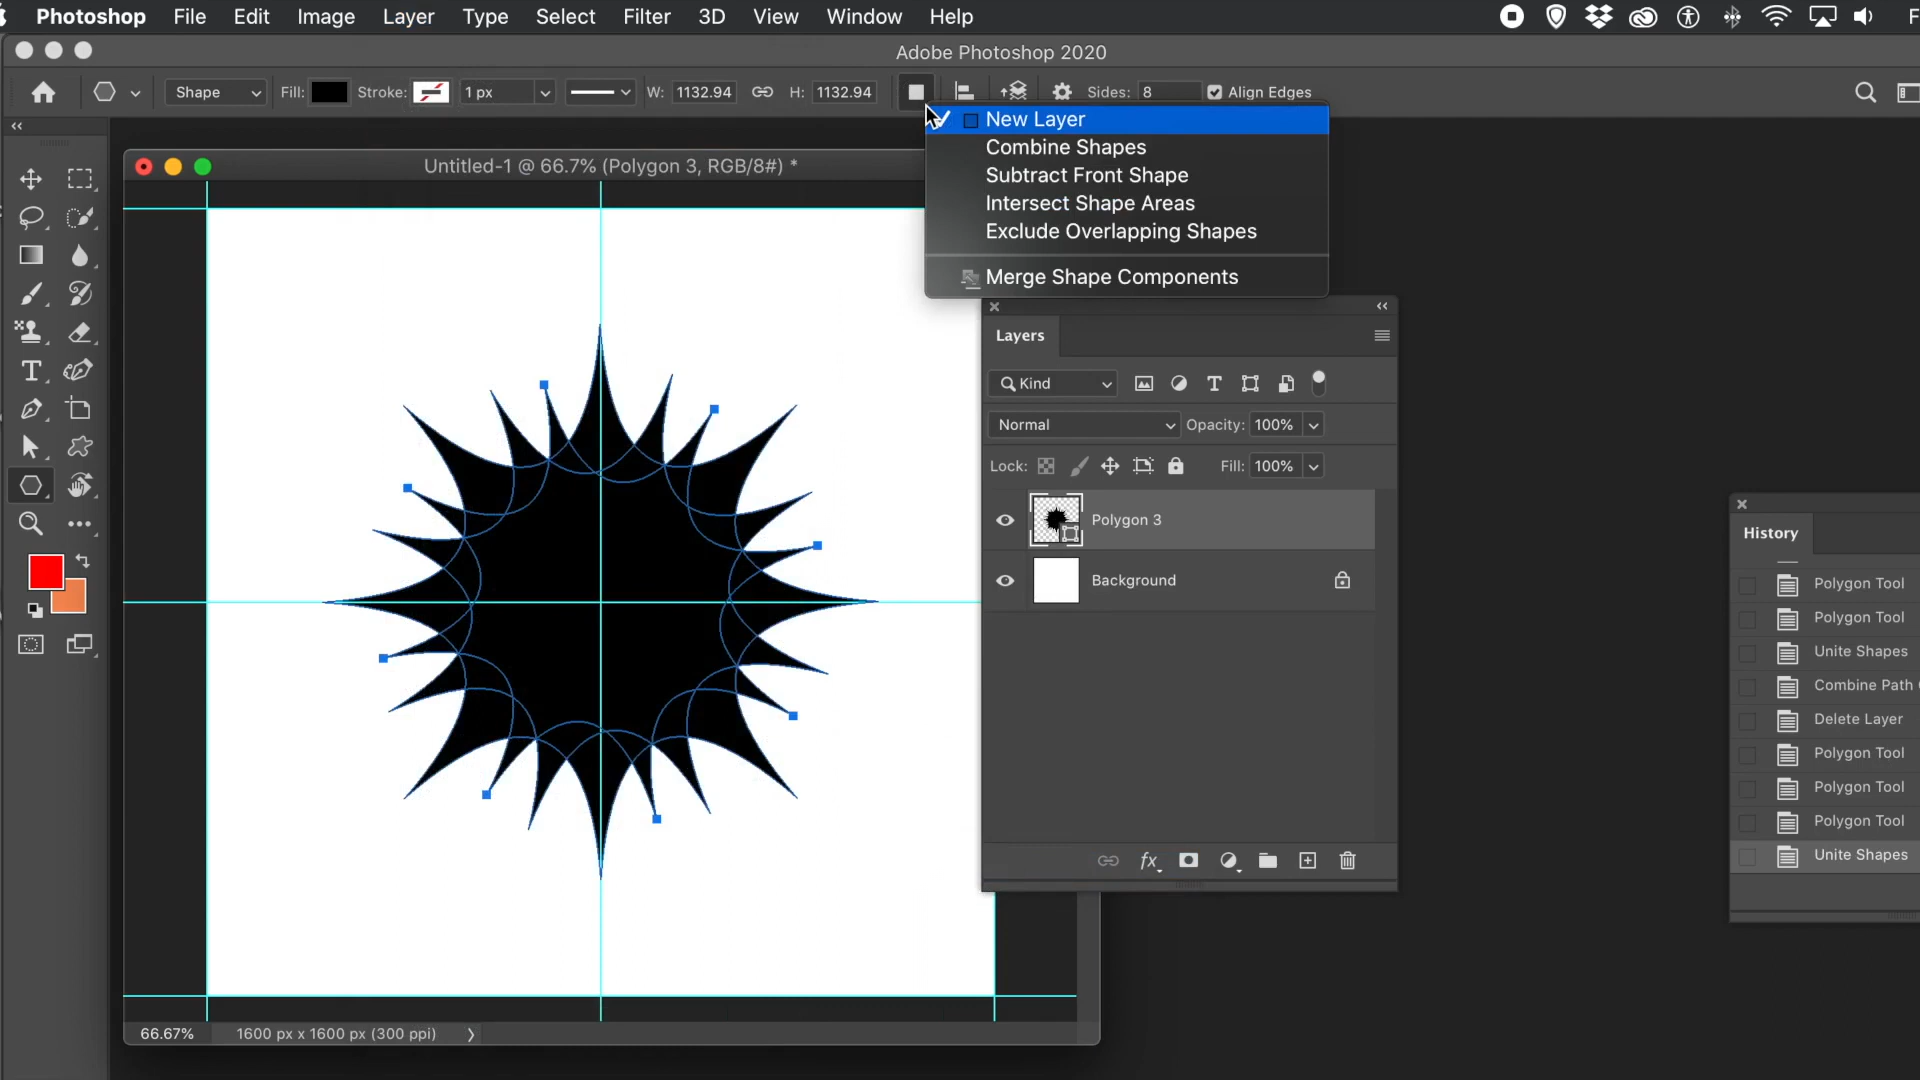 Photoshop File Edit Image Layer Type Select Filter 3D View Window Help F
Adobe Photoshop 2020
Shape Fill: Stroke: 1 px W: 1132.94 H: 1132.94 Sides: 8 Align Edges
New Layer
Combine Shapes
Subtract Front Shape
Intersect Shape Areas
Exclude Overlapping Shapes
Merge Shape Components
Untitled-1 @ 66.7% (Polygon 3, RGB/8#) *
Layers
Kind
Normal Opacity: 100%
Lock: Fill: 100%
Polygon 3
Background
History
Polygon Tool
Polygon Tool
Unite Shapes
Combine Path
Delete Layer
Polygon Tool
Polygon Tool
Polygon Tool
Unite Shapes
66.67% 1600 px x 1600 px (300 ppi)